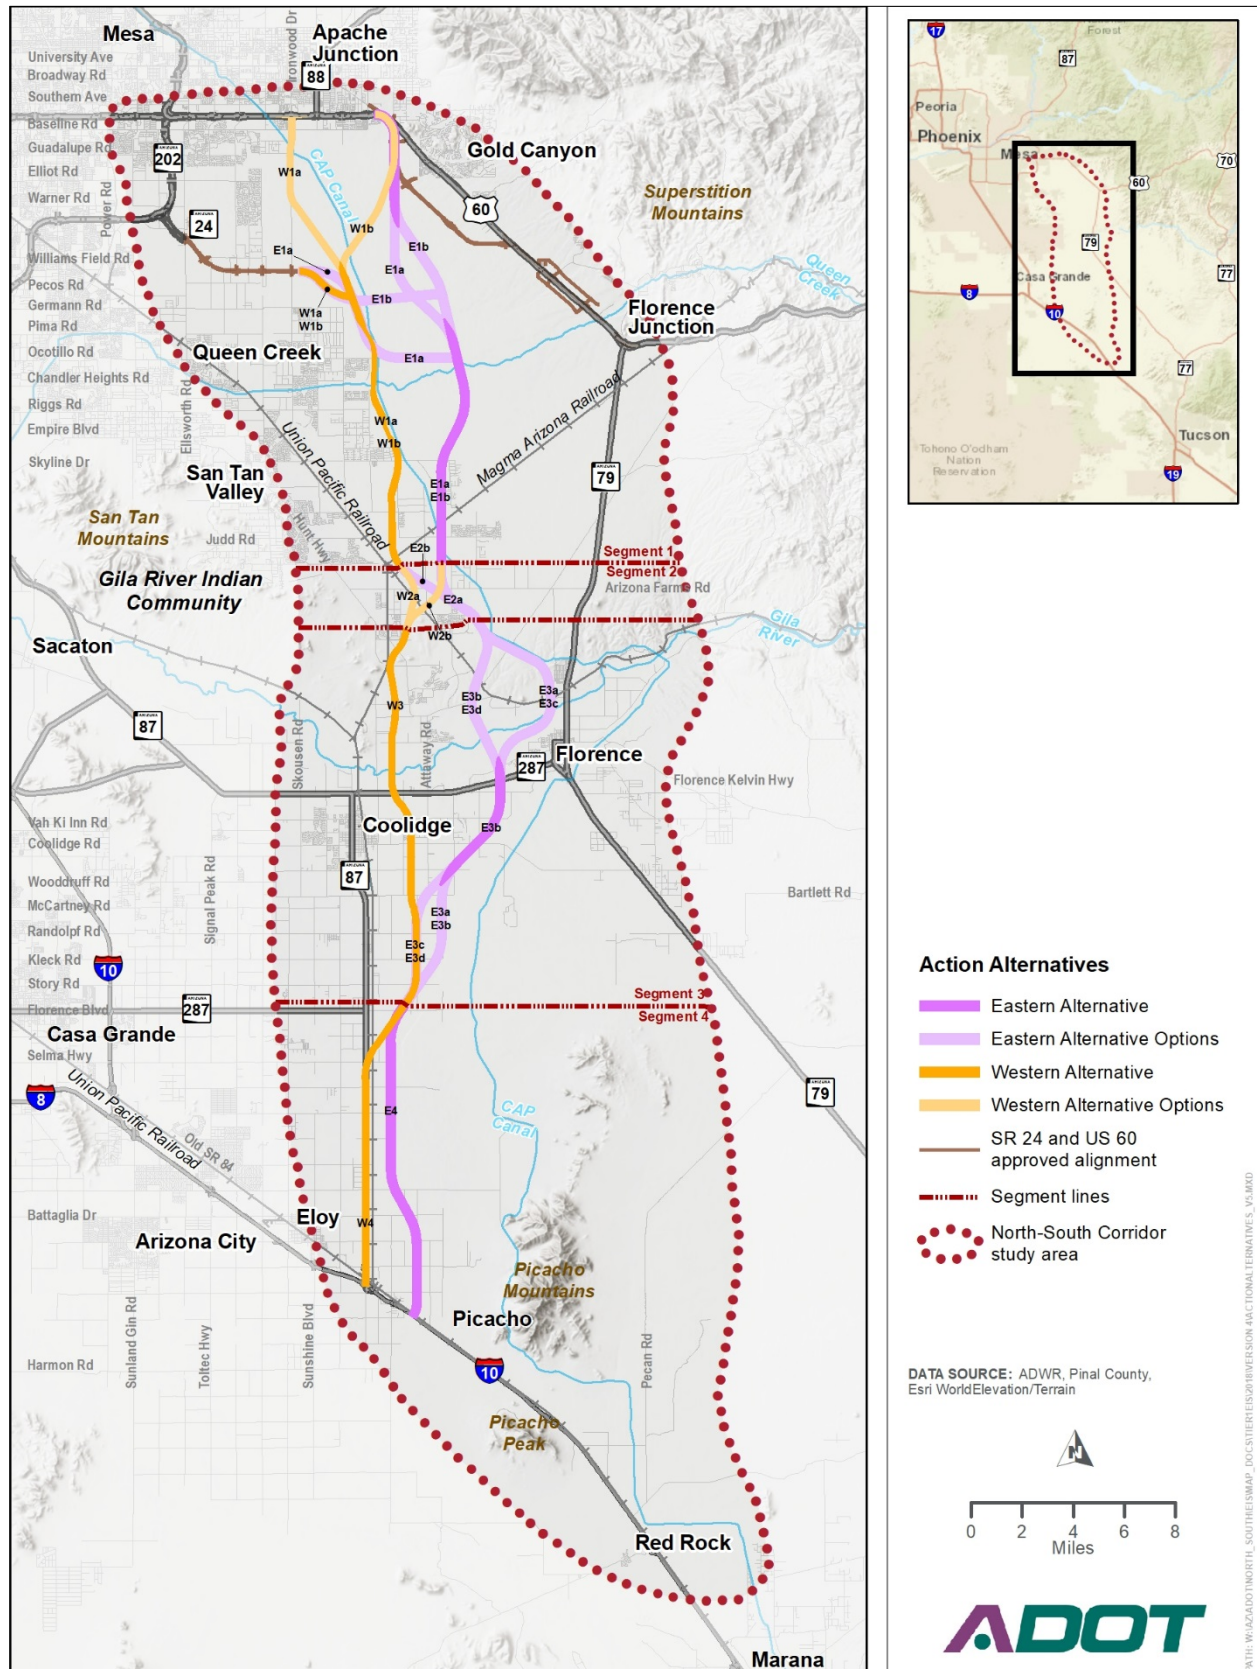 Mesa
Apache
Junction
Ironwood Dr
ARIZONA
88
University Ave
Broadway Rd
Southern Ave
Baseline Rd
Guadalupe Rd
Elliot Rd
Warner Rd
Power Rd
ARIZONA
202
ARIZONA
24
Gold Canyon
CAP Canal
W1a
W1b
60
Superstition
Mountains
E1b
E1a
E1a
Williams Field Rd
Pecos Rd
Germann Rd
Pima Rd
Ocotillo Rd
Chandler Heights Rd
Riggs Rd
Empire Blvd
Skyline Dr
E1b
W1a
W1b
Queen
Creek
Florence
Junction
Queen Creek
E1a
Ellsworth Rd
Union Pacific Railroad
Magma Arizona Railroad
W1a
W1b
E1a
E1b
ARIZONA
79
San Tan
Valley
San Tan
Mountains
Judd Rd
Hunt Hwy
Gila River Indian
Community
E2b
Segment 1
Segment 2
Arizona Farms Rd
W2a
E2a
W2b
Gila
River
Sacaton
ARIZONA
87
W3
E3b
E3d
E3a
E3c
Skousen Rd
Attaway Rd
Florence
ARIZONA
287
Florence Kelvin Hwy
Vah Ki Inn Rd
Coolidge Rd
Coolidge
E3b
Wooddruff Rd
McCartney Rd
Randolpf Rd
Kleck Rd
Story Rd
Florence Blvd
Signal Peak Rd
ARIZONA
87
Bartlett Rd
E3a
E3b
E3c
E3d
10
ARIZONA
287
Segment 3
Segment 4
Casa Grande
Selma Hwy
8
Union Pacific Railroad
Old SR 84
E4
CAP
Canal
ARIZONA
79
Battaglia Dr
Eloy
W4
Arizona City
Picacho
Mountains
Picacho
Harmon Rd
Sunland Gin Rd
Toltec Hwy
Sunshine Blvd
10
Pecan Rd
Picacho
Peak
Red Rock
Marana
17
Forest
87
Peoria
Phoenix
Mesa
70
60
79
Casa Grande
77
8
10
77
Tucson
Tohono O'odham
Nation
Reservation
19
Action Alternatives
Eastern Alternative
Eastern Alternative Options
Western Alternative
Western Alternative Options
SR 24 and US 60
approved alignment
Segment lines
North-South Corridor
study area
DATA SOURCE: ADWR, Pinal County,
Esri WorldElevation/Terrain
N
0 2 4 6 8
Miles
ADOT